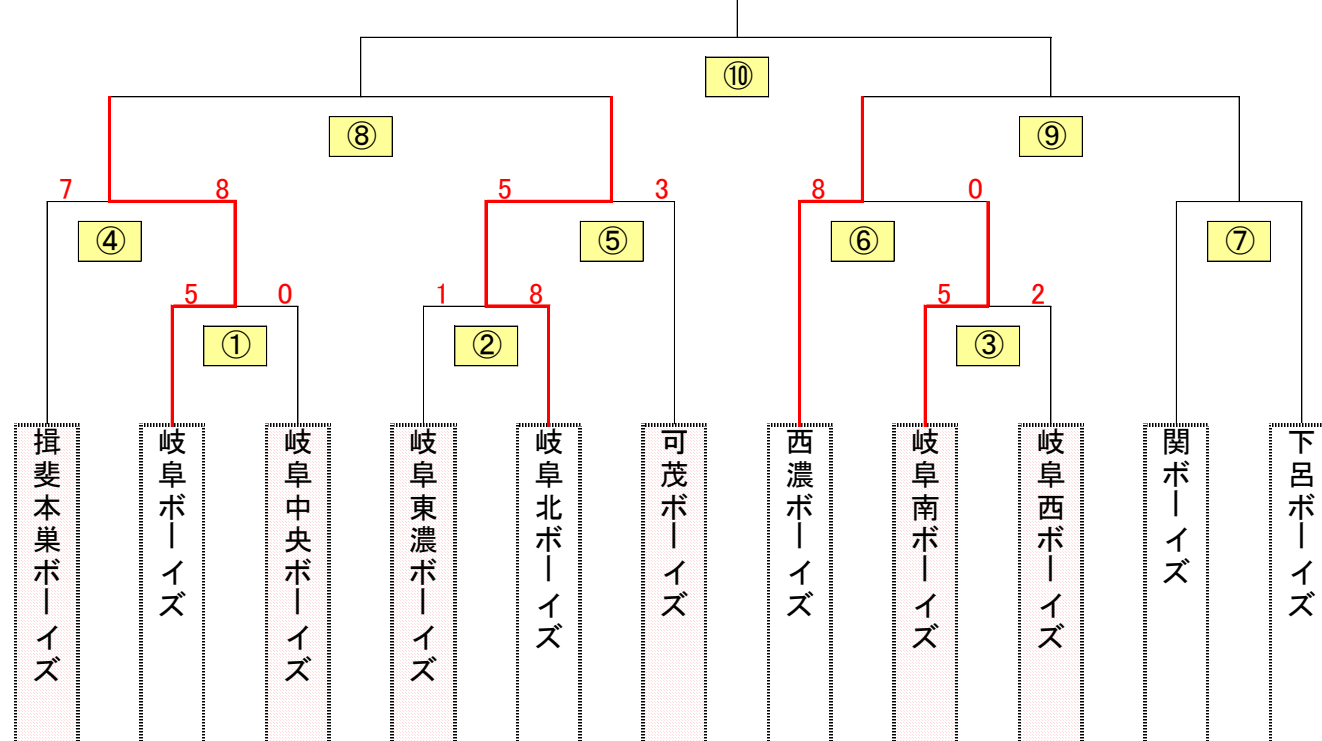 ⑩
⑧
⑨
7
8
5
3
8
0
④
⑤
⑥
⑦
5
0
1
8
5
2
①
②
③
揖斐本巣ボーイズ
岐阜ボーイズ
岐阜中央ボーイズ
岐阜東濃ボーイズ
岐阜北ボーイズ
可茂ボーイズ
西濃ボーイズ
岐阜南ボーイズ
岐阜西ボーイズ
関ボーイズ
下呂ボーイズ